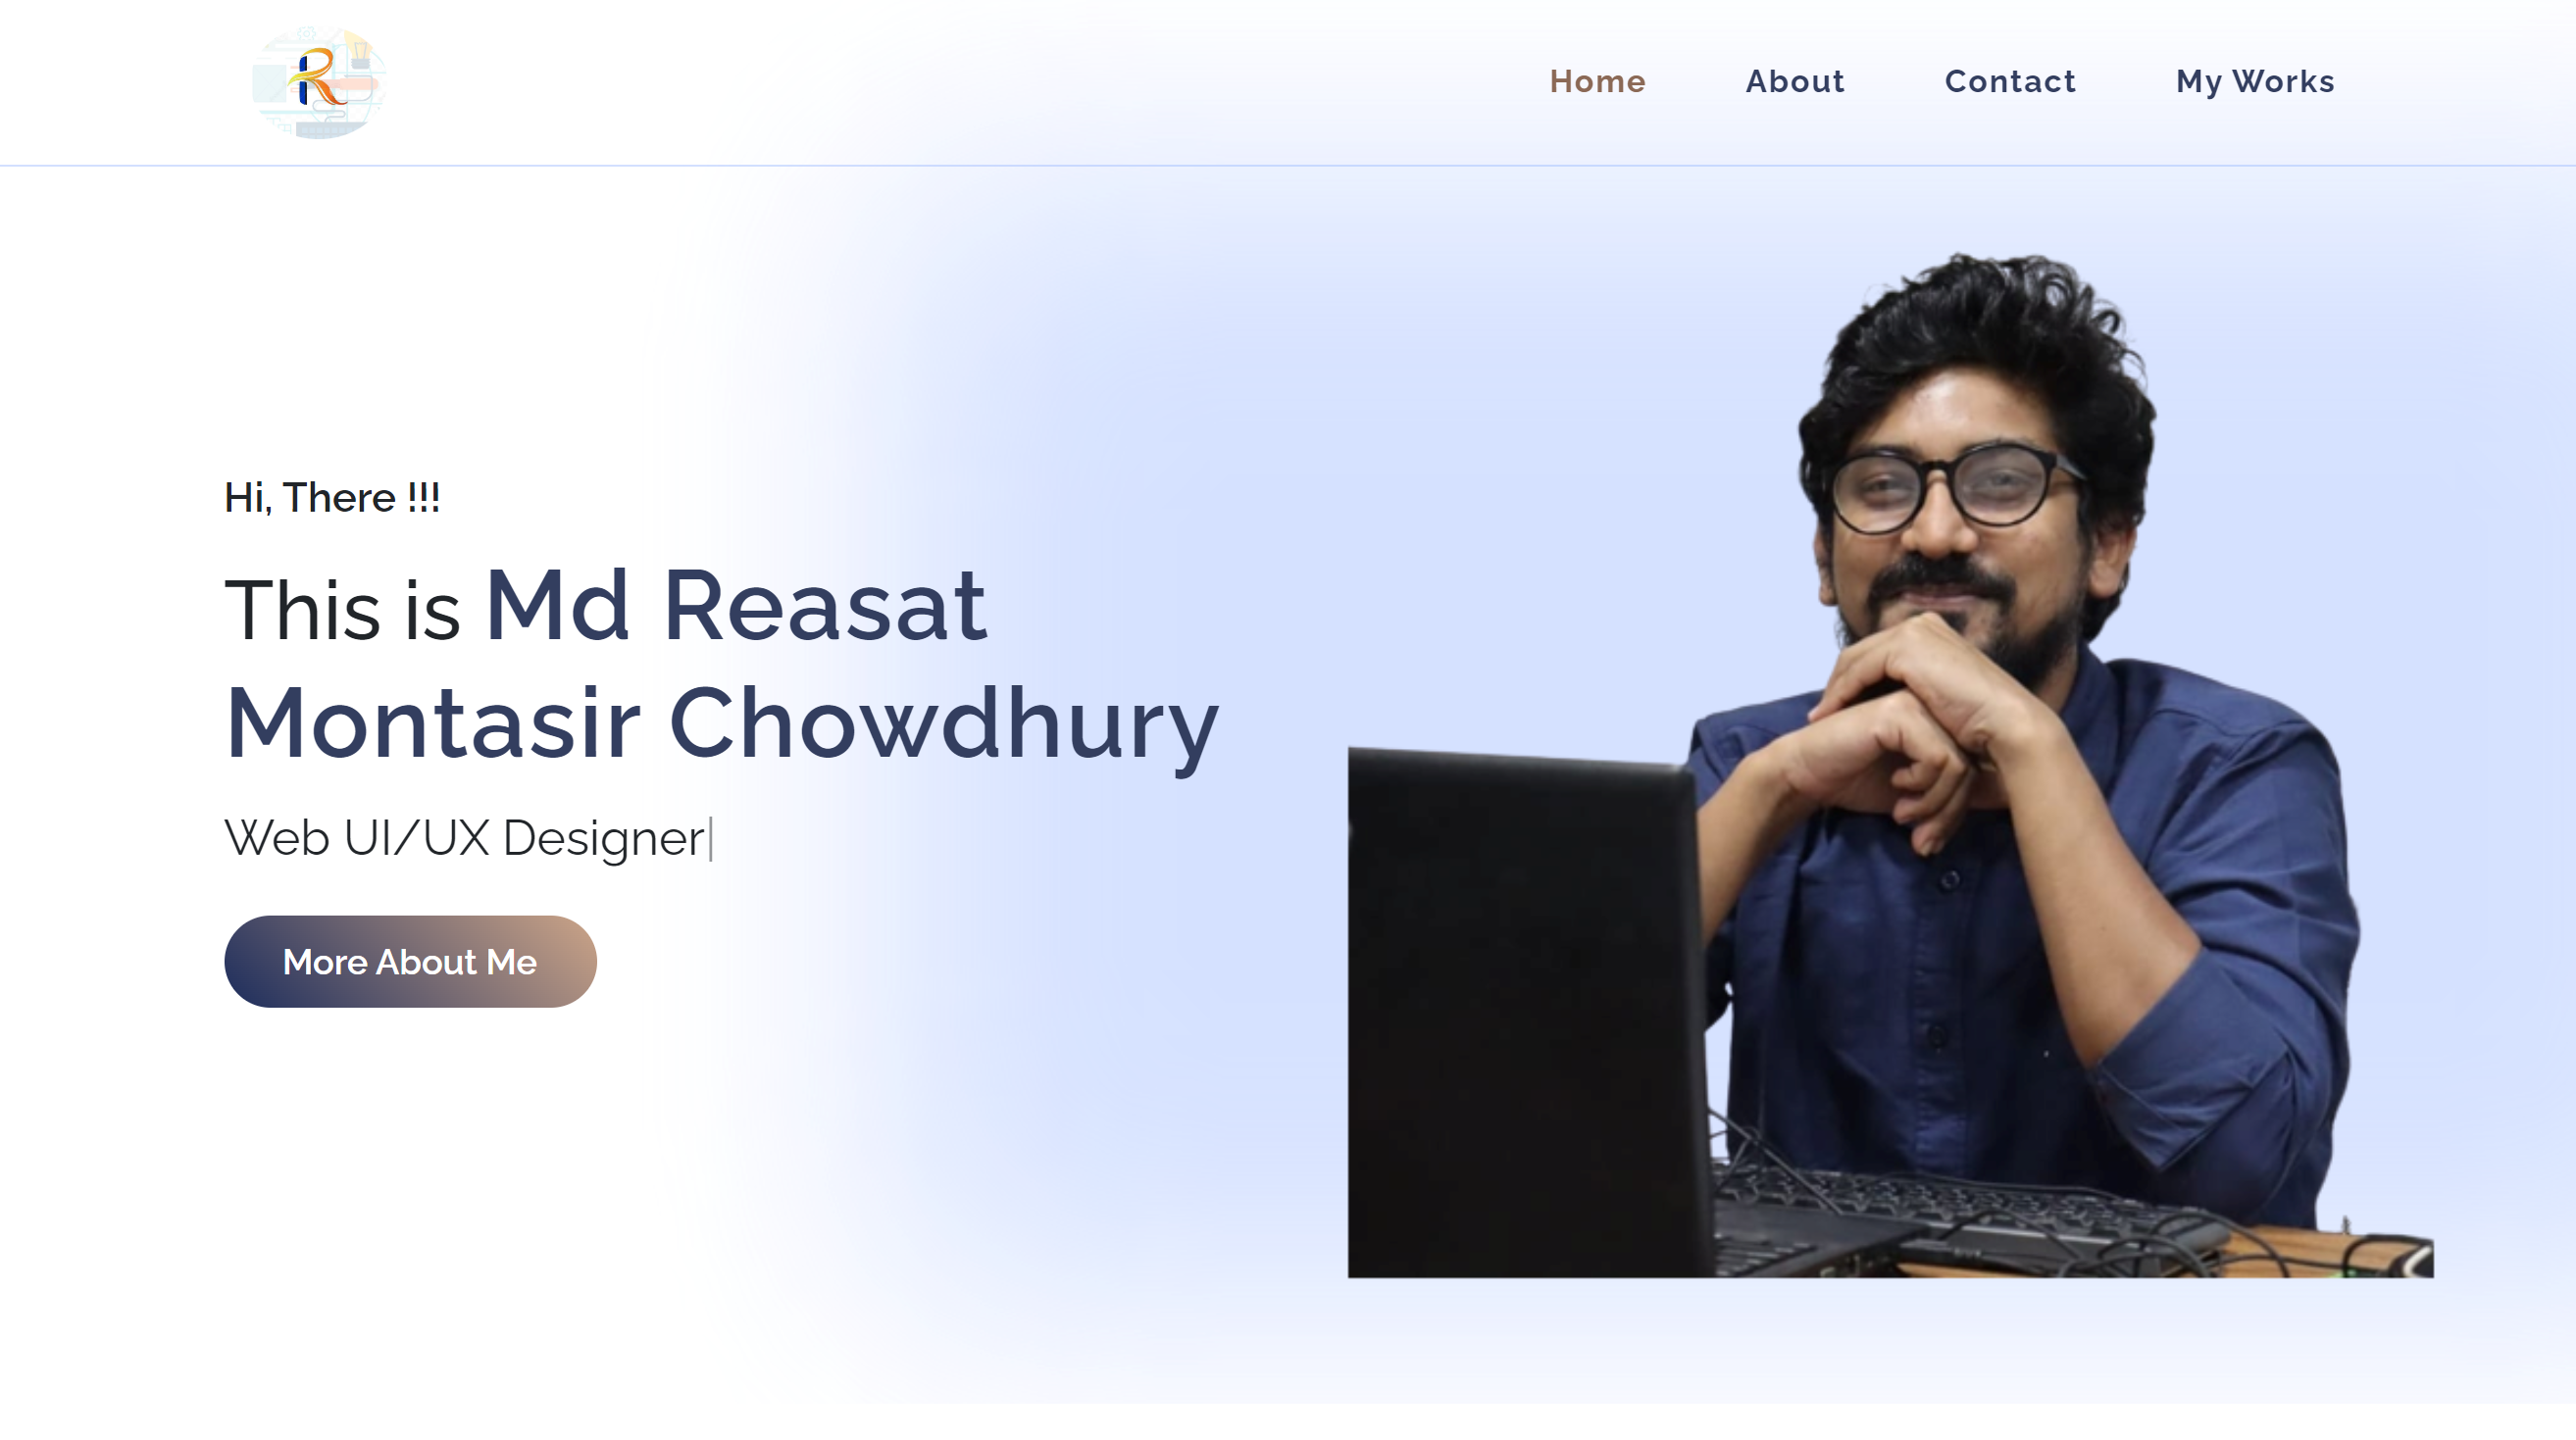 R
Home About Contact My Works
Hi, There !!!
This is Md Reasat
Montasir Chowdhury
Web UI/UX Designer
More About Me